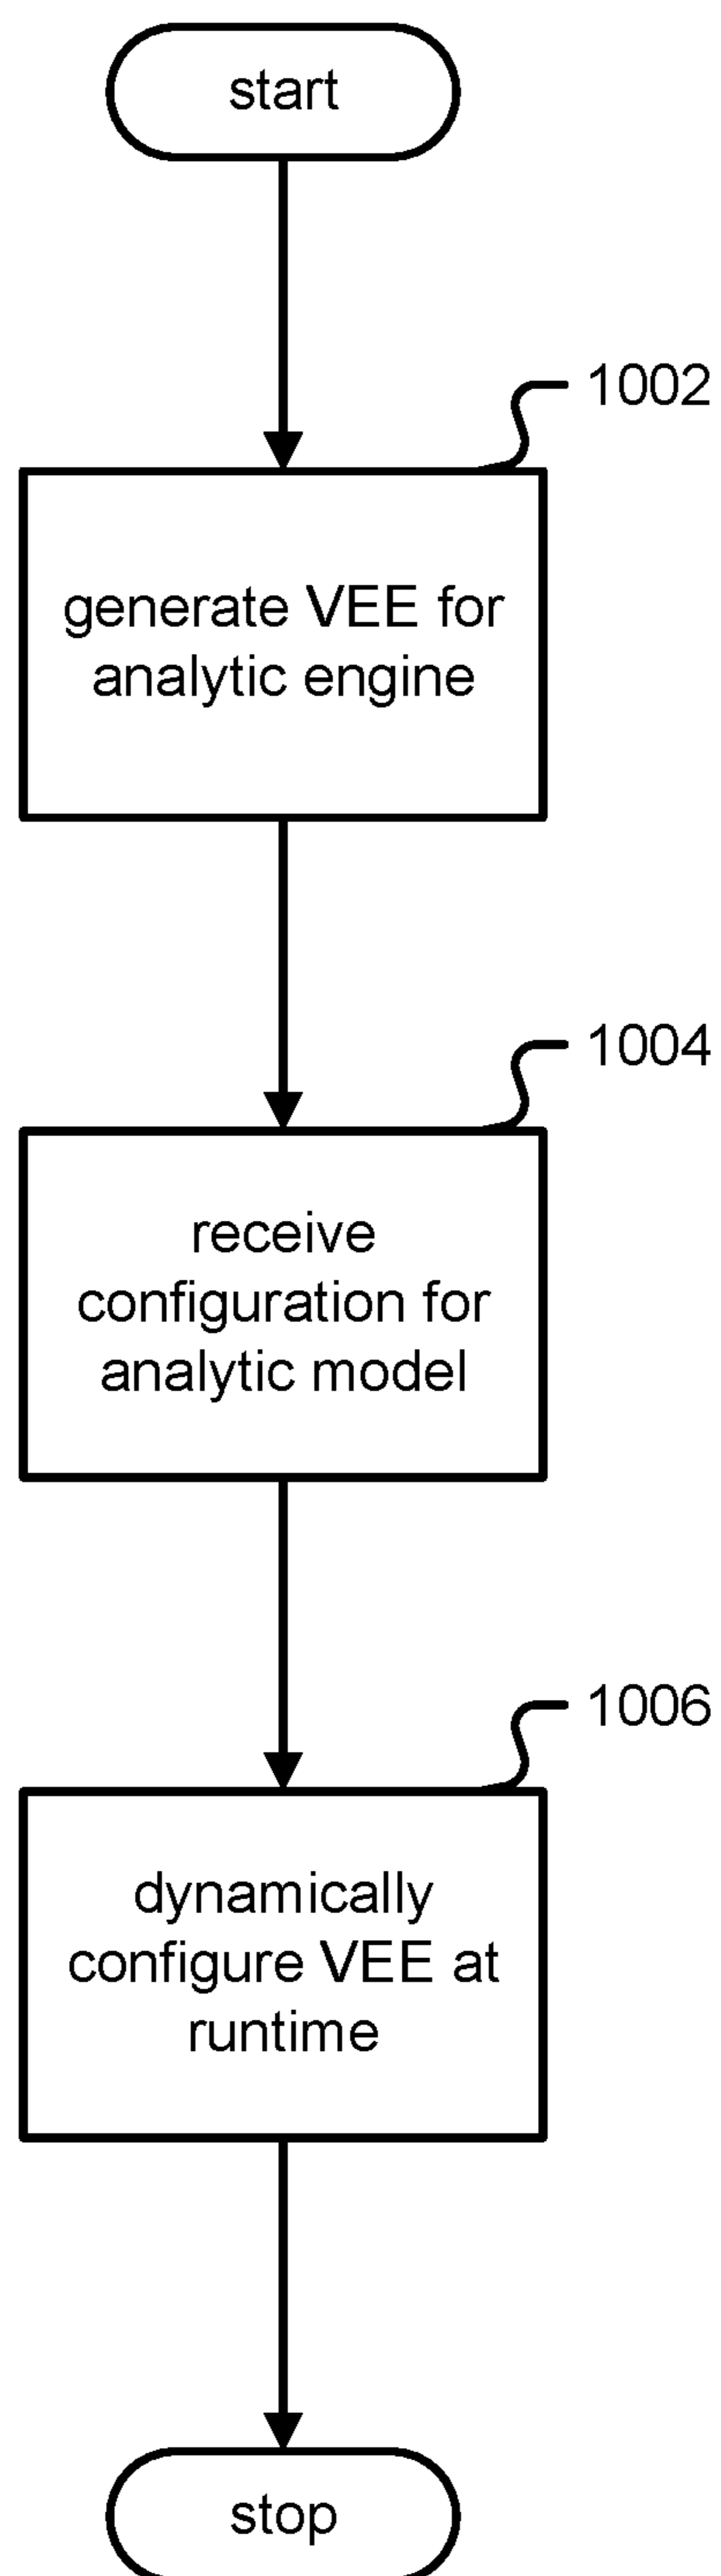 start
1002
generate VEE for
analytic engine
1004
receive
configuration for
analytic model
1006
dynamically
configure VEE at
runtime
stop